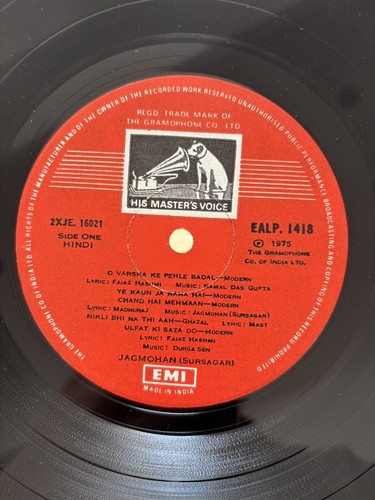 MANUFACTURER AND OF THE OWNER OF THE RECORDED WORK RESERVED UNAUTHORISED PUBLIC PERFORMANCE BROADCASTING AND COPYING OF THIS RECORD PROHIBITED
THE GRAMOPHONE CO. OF INDIA LTD. ALL RIGHTS OF THE
REGD. TRADE MARK OF
THE GRAMOPHONE CO. LTD
HIS MASTER'S VOICE
2XJE. 16021
SIDE ONE
HINDI
EALP. 1418
Ⓟ 1975
THE GRAMOPHONE
CO. OF INDIA LTD.
O VARSHA KE PEHLE BADAL—MODERN
LYRIC: FAIAZ HASHMI MUSIC: KAMAL DAS GUPTA
YE KAUN JA RAHA HAI—MODERN
CHAND HAI MEHMAAN—MODERN
LYRIC: MADHURAJ MUSIC: JAGMOHAN (SURSAGAR)
NIKLI BHI NA THI AAH—GHAZAL LYRIC: MAST
ULFAT KI SAZA DO—MODERN
LYRIC: FAIAZ HASHMI
MUSIC: DURGA SEN
JAGMOHAN (SURSAGAR)
EMI
MADE IN INDIA